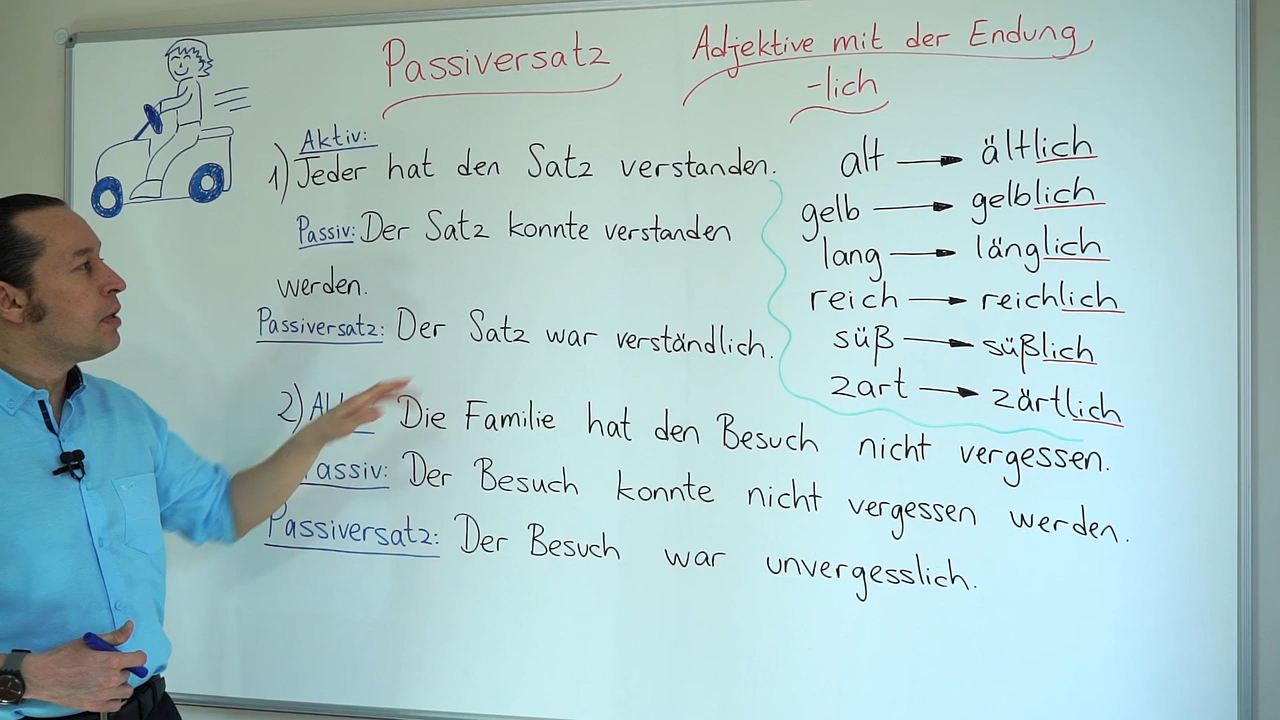 Passiversatz
Adjektive mit der Endung
-lich
Aktiv:
1) Jeder hat den Satz verstanden.
Passiv: Der Satz konnte verstanden
werden.
Passiversatz: Der Satz war verständlich.
2) Die Familie hat den Besuch nicht vergessen.
Passiv: Der Besuch konnte nicht vergessen werden.
Passiversatz: Der Besuch war unvergesslich.
alt → ältlich
gelb → gelblich
lang → länglich
reich → reichlich
süß → süßlich
zart → zärtlich